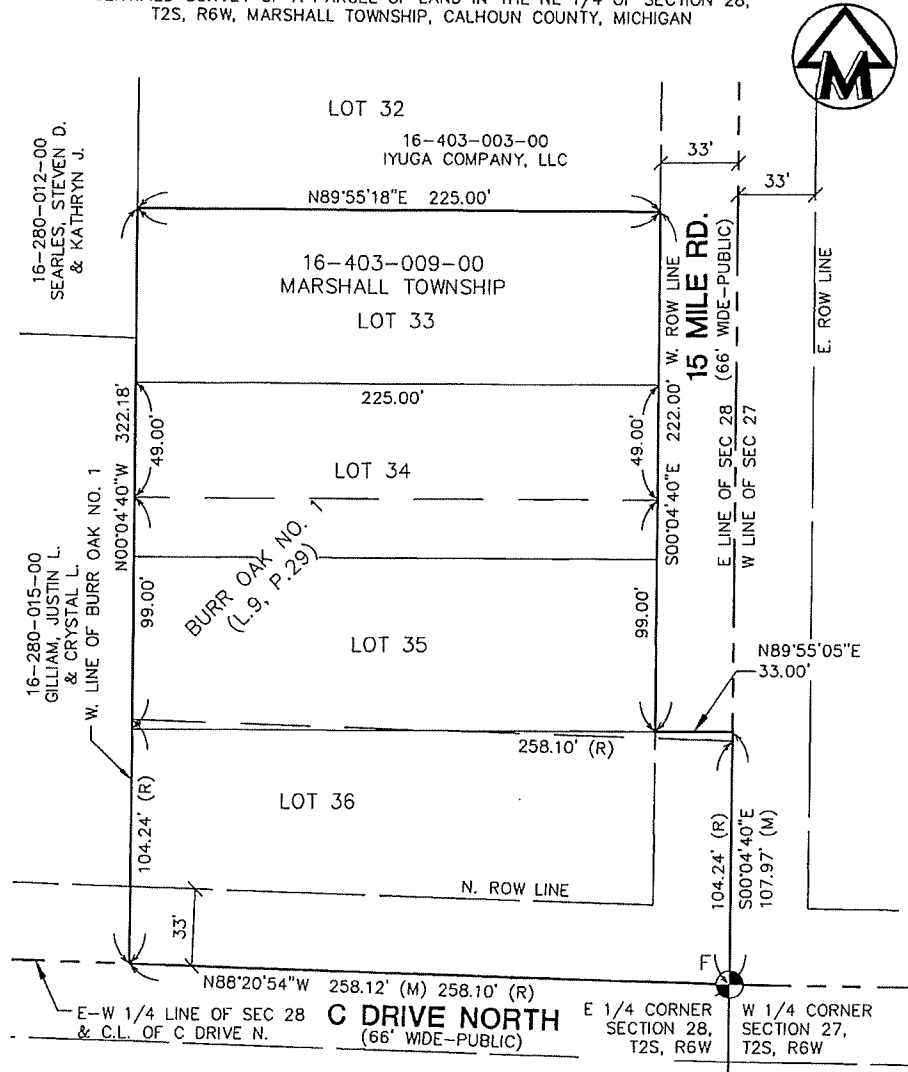 T2S, R6W, MARSHALL TOWNSHIP, CALHOUN COUNTY, MICHIGAN
M
LOT 32
16-403-003-00
IYUGA COMPANY, LLC
33'
33'
16-280-012-00
SEARLES, STEVEN D.
& KATHRYN J.
N89°55'18"E 225.00'
16-403-009-00
MARSHALL TOWNSHIP
LOT 33
W. ROW LINE
15 MILE RD.
(66' WIDE-PUBLIC)
E. ROW LINE
225.00'
N00°04'40"W 322.18'
49.00'
49.00'
S00°04'40"E 222.00'
LOT 34
E LINE OF SEC 28
W LINE OF SEC 27
BURR OAK NO. 1
(L.9, P.29)
16-280-015-00
GILLIAM, JUSTIN L.
& CRYSTAL L.
W. LINE OF BURR OAK NO. 1
99.00'
99.00'
LOT 35
N89°55'05"E
33.00'
258.10' (R)
LOT 36
104.24' (R)
104.24' (R)
S00°04'40"E
107.97' (M)
N. ROW LINE
33'
F
N88°20'54"W 258.12' (M) 258.10' (R)
E-W 1/4 LINE OF SEC 28
& C.L. OF C DRIVE N.
C DRIVE NORTH
(66' WIDE-PUBLIC)
E 1/4 CORNER
SECTION 28,
T2S, R6W
W 1/4 CORNER
SECTION 27,
T2S, R6W